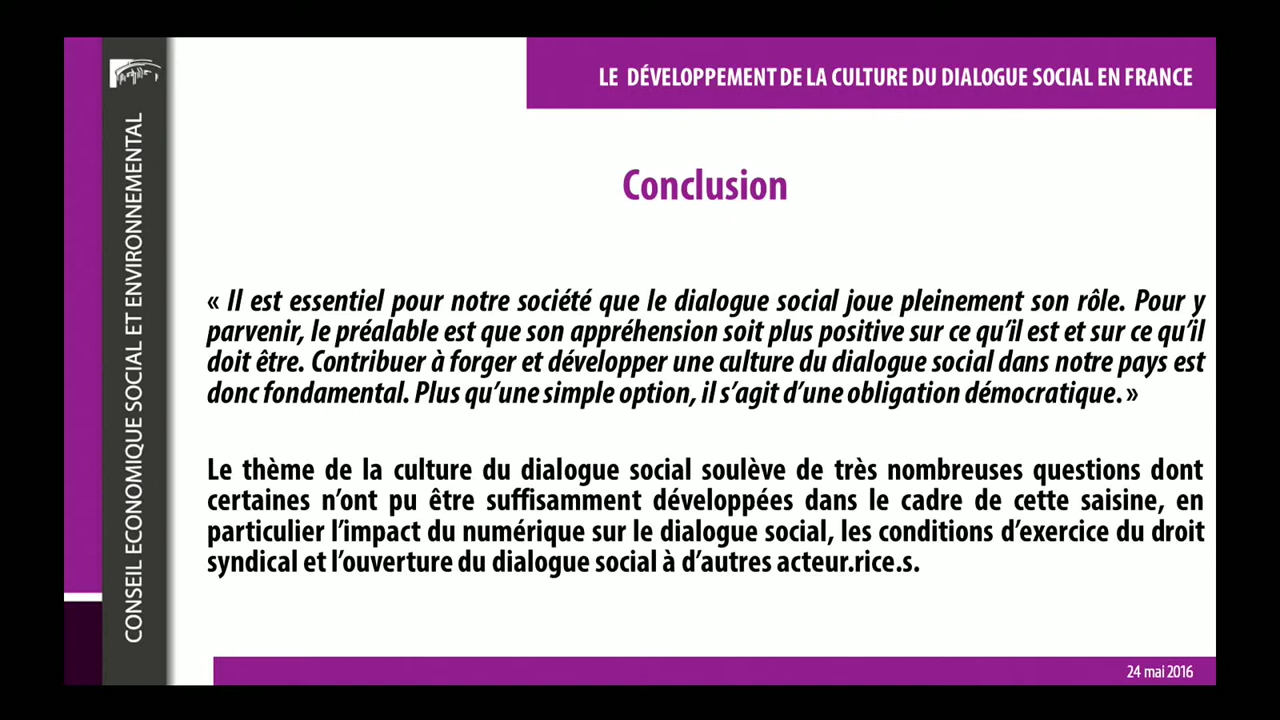 LE DÉVELOPPEMENT DE LA CULTURE DU DIALOGUE SOCIAL EN FRANCE
CONSEIL ECONOMIQUE SOCIAL ET ENVIRONNEMENTAL
Conclusion
« Il est essentiel pour notre société que le dialogue social joue pleinement son rôle. Pour y
parvenir, le préalable est que son appréhension soit plus positive sur ce qu’il est et sur ce qu’il
doit être. Contribuer à forger et développer une culture du dialogue social dans notre pays est
donc fondamental. Plus qu’une simple option, il s’agit d’une obligation démocratique. »
Le thème de la culture du dialogue social soulève de très nombreuses questions dont
certaines n’ont pu être suffisamment développées dans le cadre de cette saisine, en
particulier l’impact du numérique sur le dialogue social, les conditions d’exercice du droit
syndical et l’ouverture du dialogue social à d’autres acteur.rice.s.
24 mai 2016